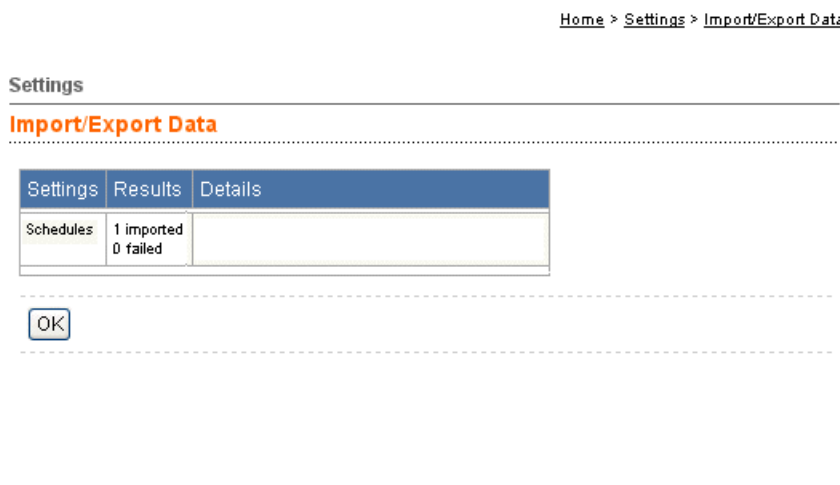 Home > Settings > Import/Export Data
Settings
Import/Export Data
Settings Results Details
Schedules 1 imported
0 failed
OK